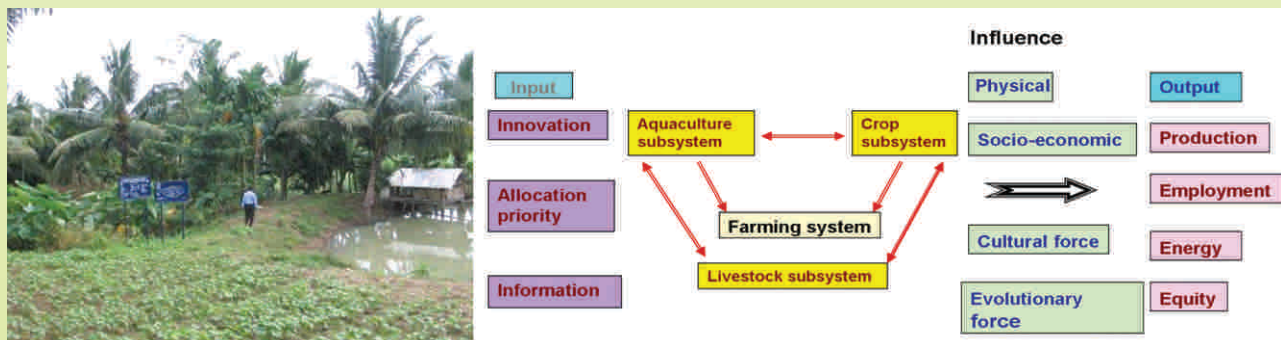 Influence
Input
Physical
Output
Innovation
Aquaculture
subsystem
Crop
subsystem
Socio-economic
Production
Allocation
priority
Employment
Farming system
Cultural force
Energy
Livestock subsystem
Information
Evolutionary
force
Equity